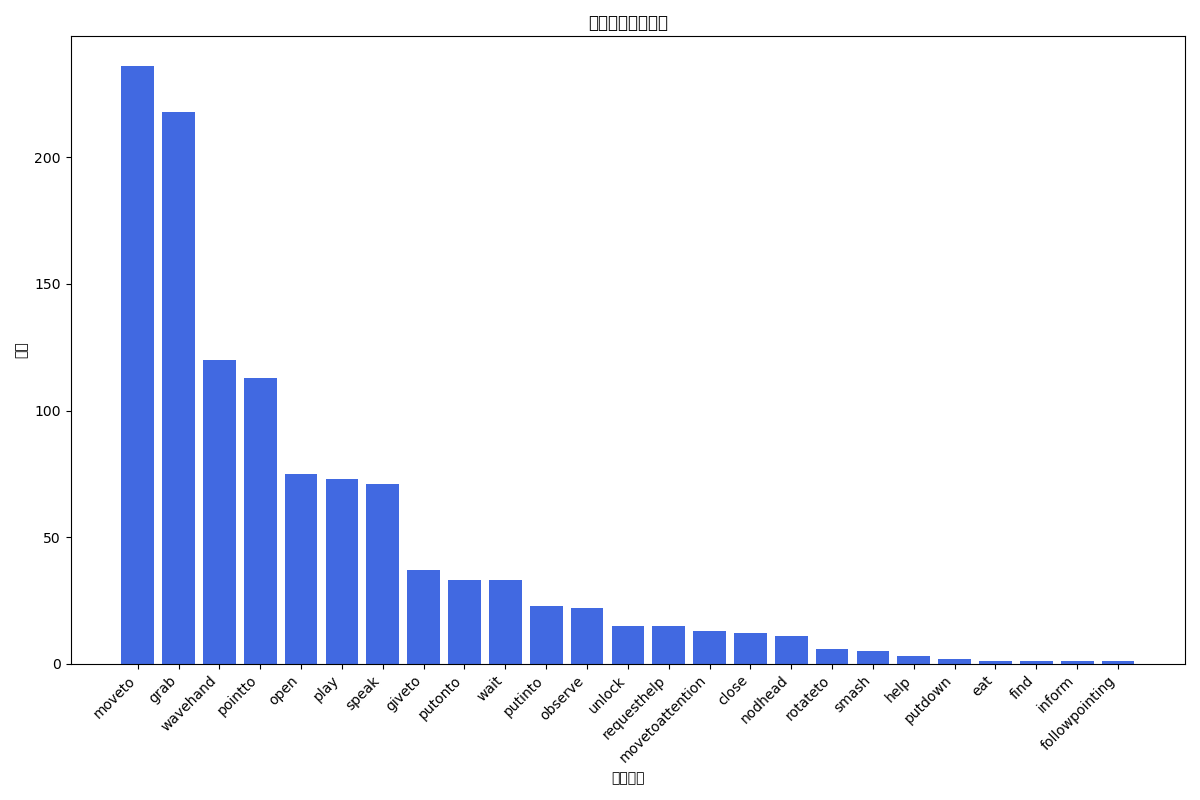 200
150
100
50
0
moveto
grab
wavehand
pointto
open
play
speak
giveto
putonto
wait
putinto
observe
unlock
requesthelp
movetoattention
close
nodhead
rotateto
smash
help
putdown
eat
find
inform
followpointing